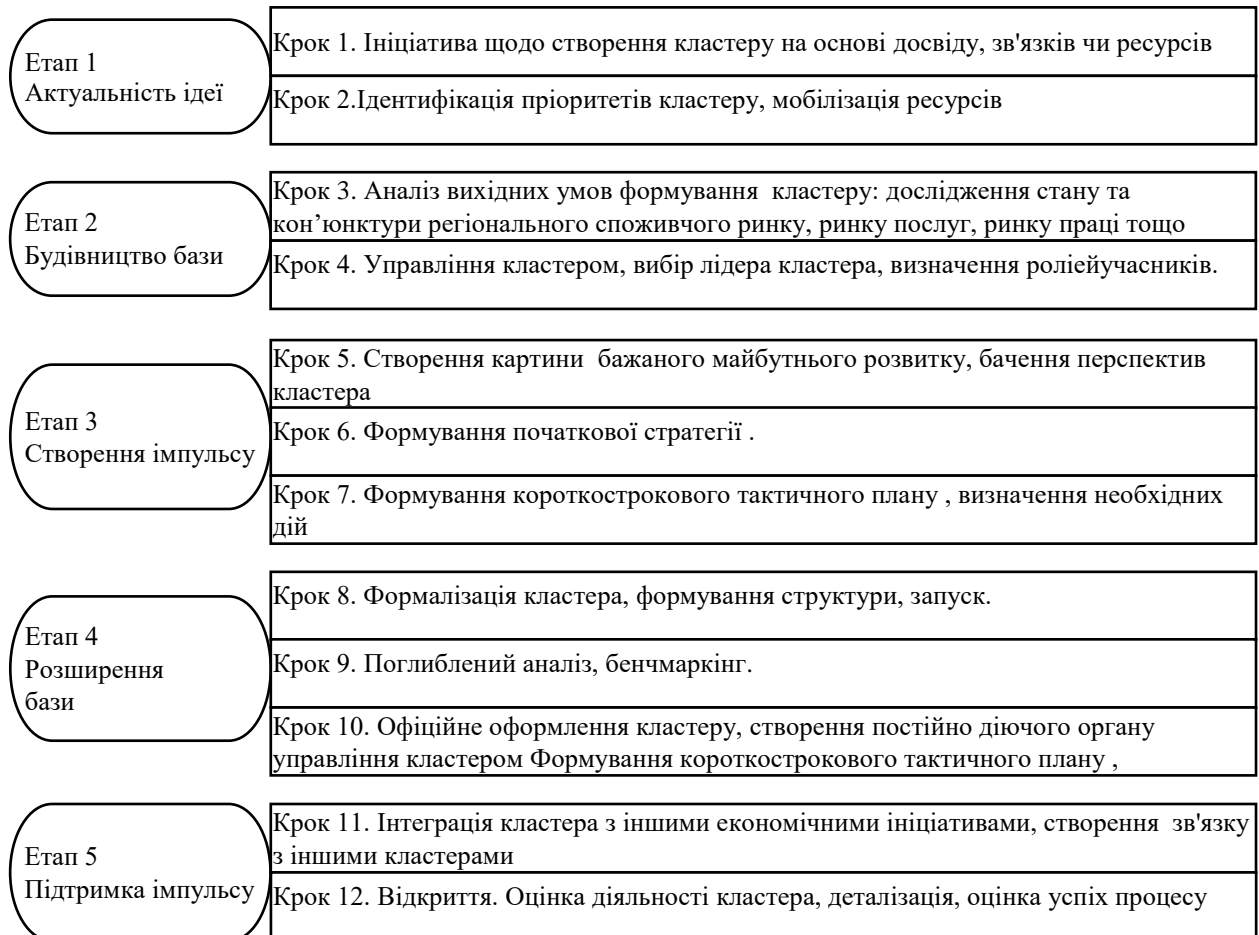 Етап 1
Актуальність ідеї
Крок 1. Ініціатива щодо створення кластеру на основі досвіду, зв'язків чи ресурсів
Крок 2.Ідентифікація пріоритетів кластеру, мобілізація ресурсів
Етап 2
Будівництво бази
Крок 3. Аналіз вихідних умов формування кластеру: дослідження стану та
кон’юнктури регіонального споживчого ринку, ринку послуг, ринку праці тощо
Крок 4. Управління кластером, вибір лідера кластера, визначення роліейучасників.
Етап 3
Створення імпульсу
Крок 5. Створення картини бажаного майбутнього розвитку, бачення перспектив
кластера
Крок 6. Формування початкової стратегії .
Крок 7. Формування короткострокового тактичного плану , визначення необхідних
дій
Етап 4
Розширення
бази
Крок 8. Формалізація кластера, формування структури, запуск.
Крок 9. Поглиблений аналіз, бенчмаркінг.
Крок 10. Офіційне оформлення кластеру, створення постійно діючого органу
управління кластером Формування короткострокового тактичного плану ,
Етап 5
Підтримка імпульсу
Крок 11. Інтеграція кластера з іншими економічними ініціативами, створення зв'язку
з іншими кластерами
Крок 12. Відкриття. Оцінка діяльності кластера, деталізація, оцінка успіх процесу